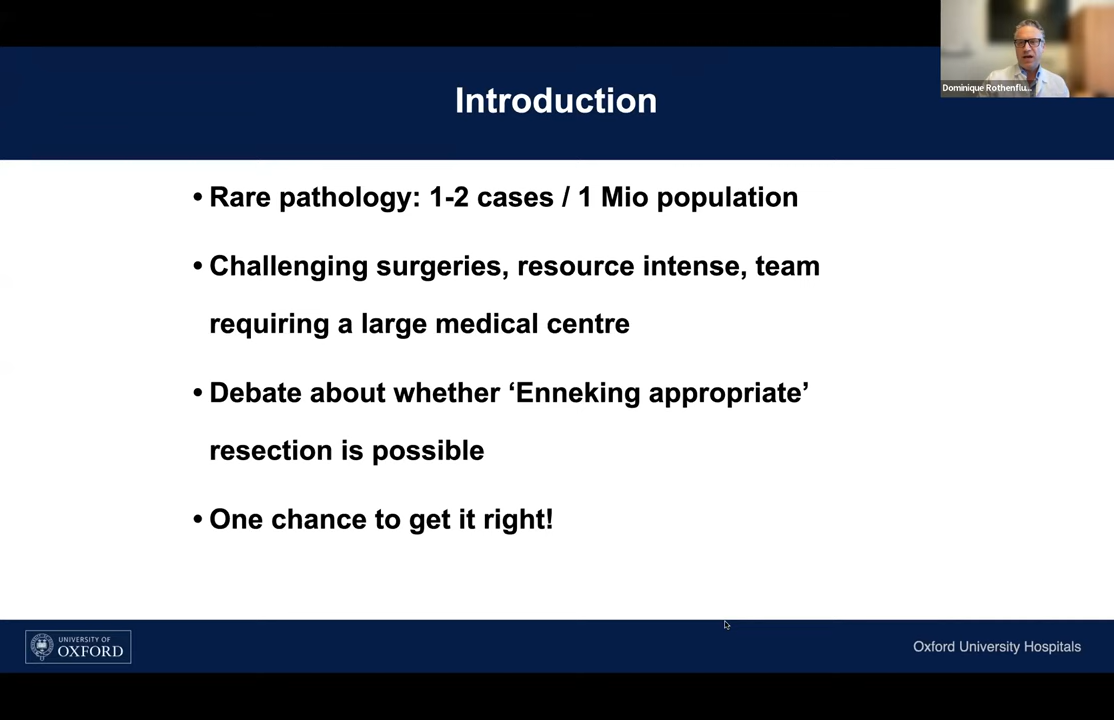 Introduction
Dominique Rothenflu...
• Rare pathology: 1-2 cases / 1 Mio population
• Challenging surgeries, resource intense, team
requiring a large medical centre
• Debate about whether ‘Enneking appropriate’
resection is possible
• One chance to get it right!
UNIVERSITY OF
OXFORD
Oxford University Hospitals